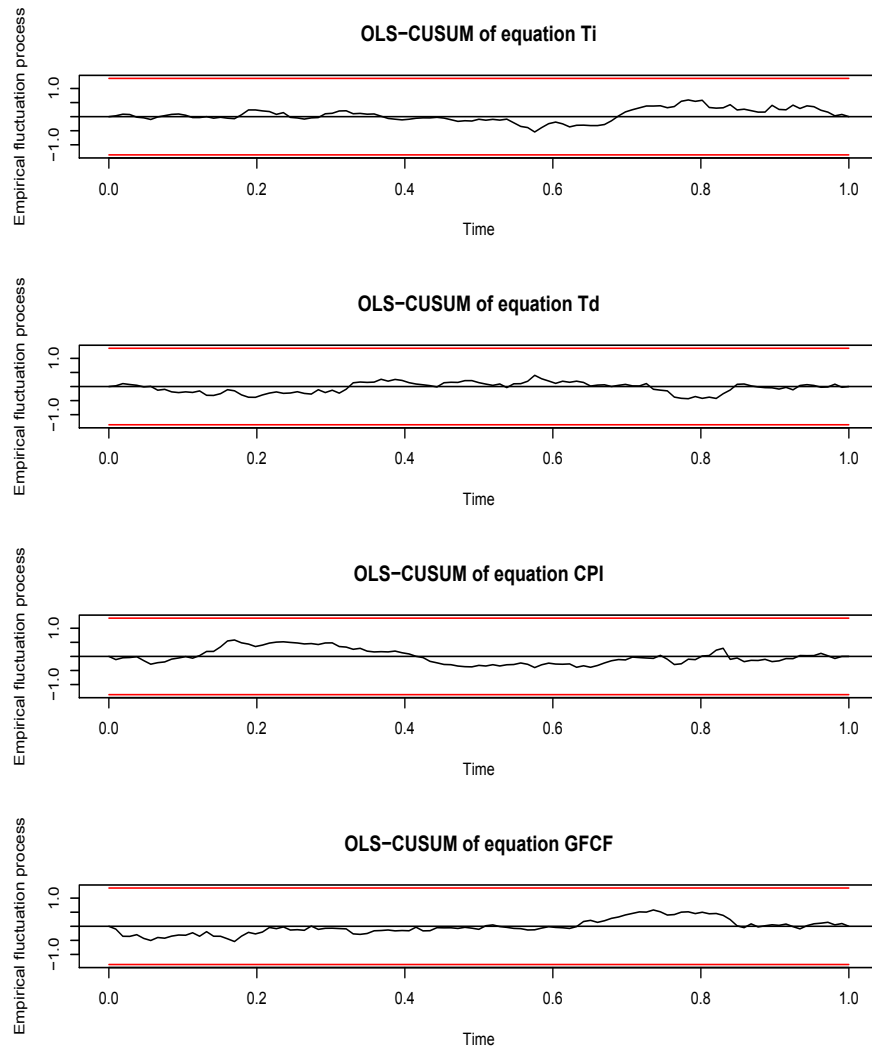 OLS−CUSUM of equation Ti
Empirical fluctuation process
1.0
−1.0
0.0 0.2 0.4 0.6 0.8 1.0
Time
OLS−CUSUM of equation Td
Empirical fluctuation process
1.0
−1.0
0.0 0.2 0.4 0.6 0.8 1.0
Time
OLS−CUSUM of equation CPI
Empirical fluctuation process
1.0
−1.0
0.0 0.2 0.4 0.6 0.8 1.0
Time
OLS−CUSUM of equation GFCF
Empirical fluctuation process
1.0
−1.0
0.0 0.2 0.4 0.6 0.8 1.0
Time